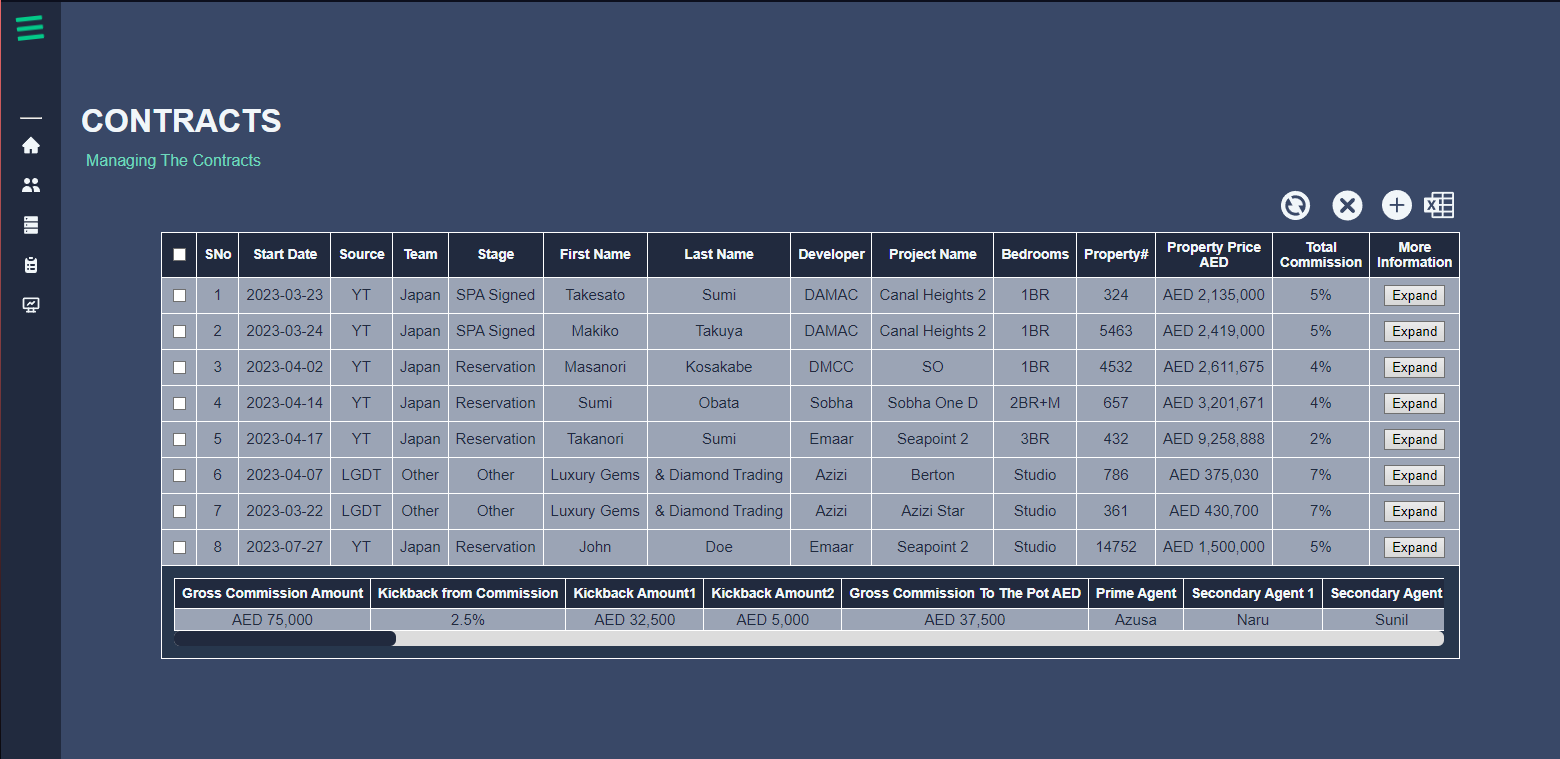 CONTRACTS
Managing The Contracts
SNo Start Date Source Team Stage First Name Last Name Developer Project Name Bedrooms Property# Property Price AED Total Commission More Information
1 2023-03-23 YT Japan SPA Signed Takesato Sumi DAMAC Canal Heights 2 1BR 324 AED 2,135,000 5% Expand
2 2023-03-24 YT Japan SPA Signed Makiko Takuya DAMAC Canal Heights 2 1BR 5463 AED 2,419,000 5% Expand
3 2023-04-02 YT Japan Reservation Masanori Kosakabe DMCC SO 1BR 4532 AED 2,611,675 4% Expand
4 2023-04-14 YT Japan Reservation Sumi Obata Sobha Sobha One D 2BR+M 657 AED 3,201,671 4% Expand
5 2023-04-17 YT Japan Reservation Takanori Sumi Emaar Seapoint 2 3BR 432 AED 9,258,888 2% Expand
6 2023-04-07 LGDT Other Other Luxury Gems & Diamond Trading Azizi Berton Studio 786 AED 375,030 7% Expand
7 2023-03-22 LGDT Other Other Luxury Gems & Diamond Trading Azizi Azizi Star Studio 361 AED 430,700 7% Expand
8 2023-07-27 YT Japan Reservation John Doe Emaar Seapoint 2 Studio 14752 AED 1,500,000 5% Expand
Gross Commission Amount Kickback from Commission Kickback Amount1 Kickback Amount2 Gross Commission To The Pot AED Prime Agent Secondary Agent 1 Secondary Agent
AED 75,000 2.5% AED 32,500 AED 5,000 AED 37,500 Azusa Naru Sunil